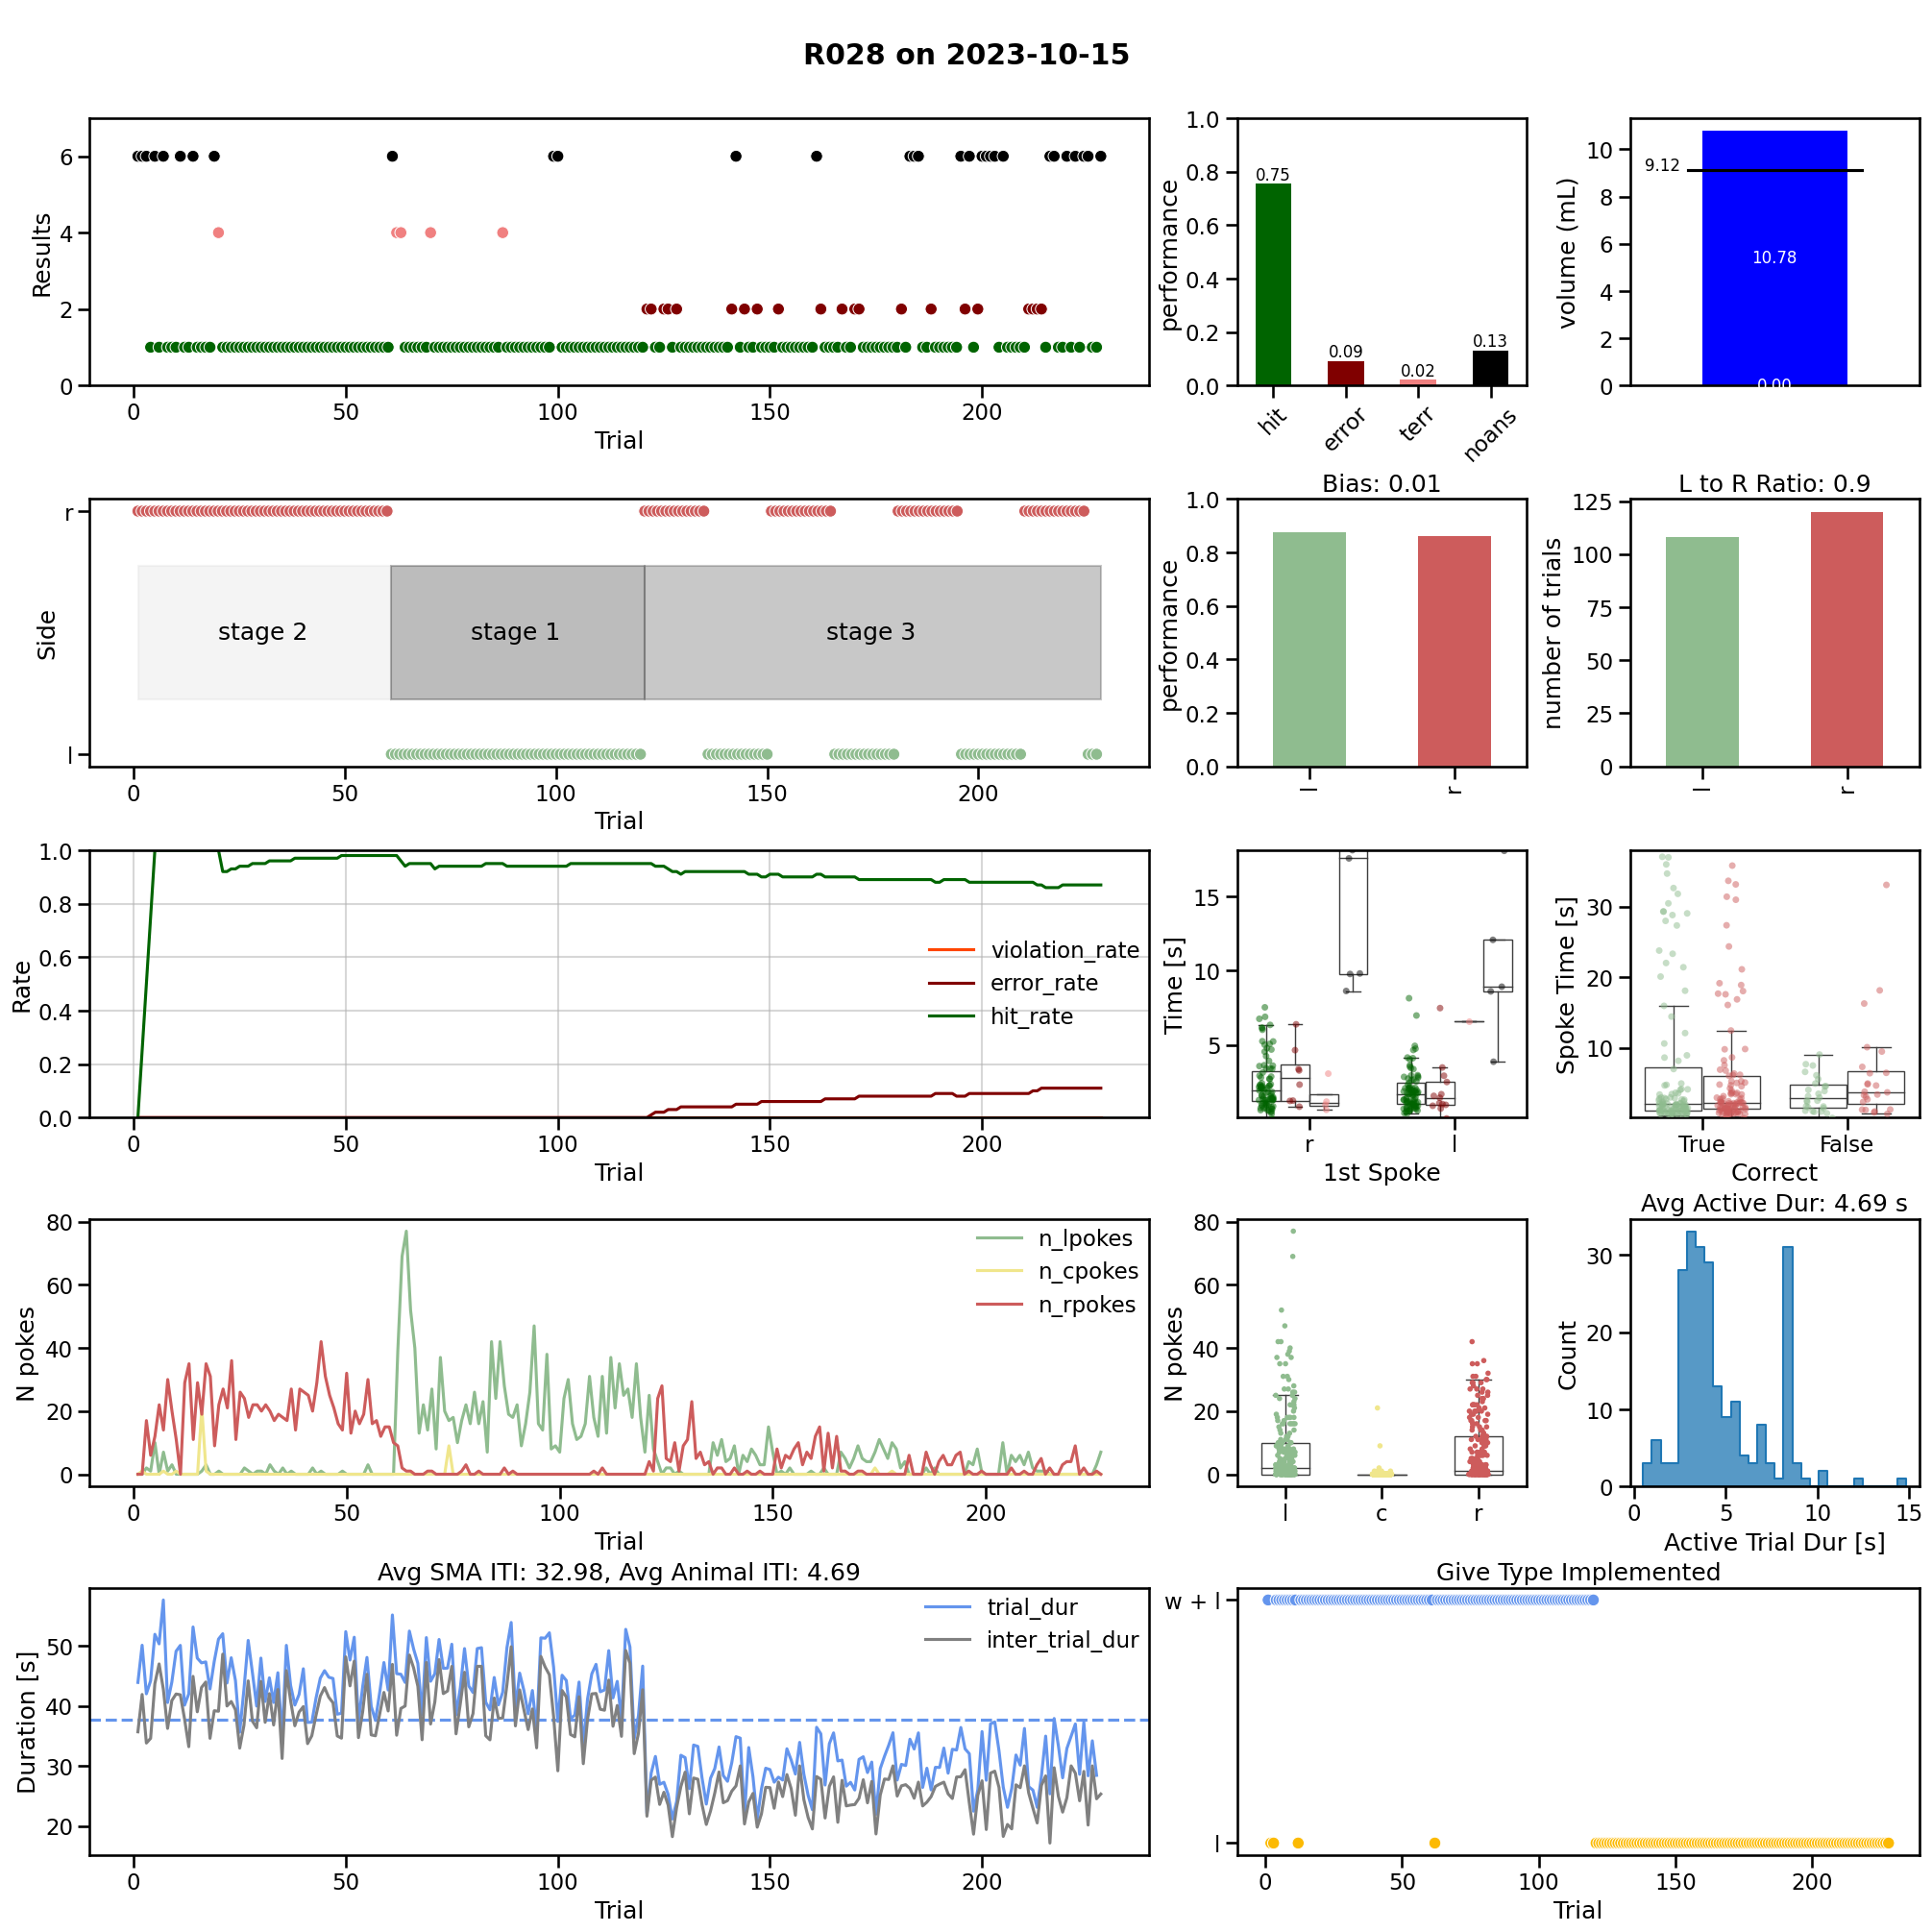 R028 on 2023-10-15
Results
6
4
2
0
0
50
100
150
200
Trial
performance
1.0
0.8
0.6
0.4
0.2
0.0
0.75
0.09
0.02
0.13
hit
error
terr
noans
volume (mL)
10
8
6
4
2
0
9.12
10.78
0.00
Side
r
l
stage 2
stage 1
stage 3
0
50
100
150
200
Trial
Bias: 0.01
performance
1.0
0.8
0.6
0.4
0.2
0.0
l
r
L to R Ratio: 0.9
number of trials
125
100
75
50
25
0
l
r
Rate
1.0
0.8
0.6
0.4
0.2
0.0
violation_rate
error_rate
hit_rate
0
50
100
150
200
Trial
Time [s]
15
10
5
r
l
1st Spoke
Spoke Time [s]
30
20
10
True
False
Correct
N pokes
80
60
40
20
0
n_lpokes
n_cpokes
n_rpokes
0
50
100
150
200
Trial
N pokes
80
60
40
20
0
l
c
r
Avg Active Dur: 4.69 s
Count
30
20
10
0
0
5
10
15
Active Trial Dur [s]
Avg SMA ITI: 32.98, Avg Animal ITI: 4.69
Duration [s]
50
40
30
20
trial_dur
inter_trial_dur
0
50
100
150
200
Trial
Give Type Implemented
w + l
l
0
50
100
150
200
Trial